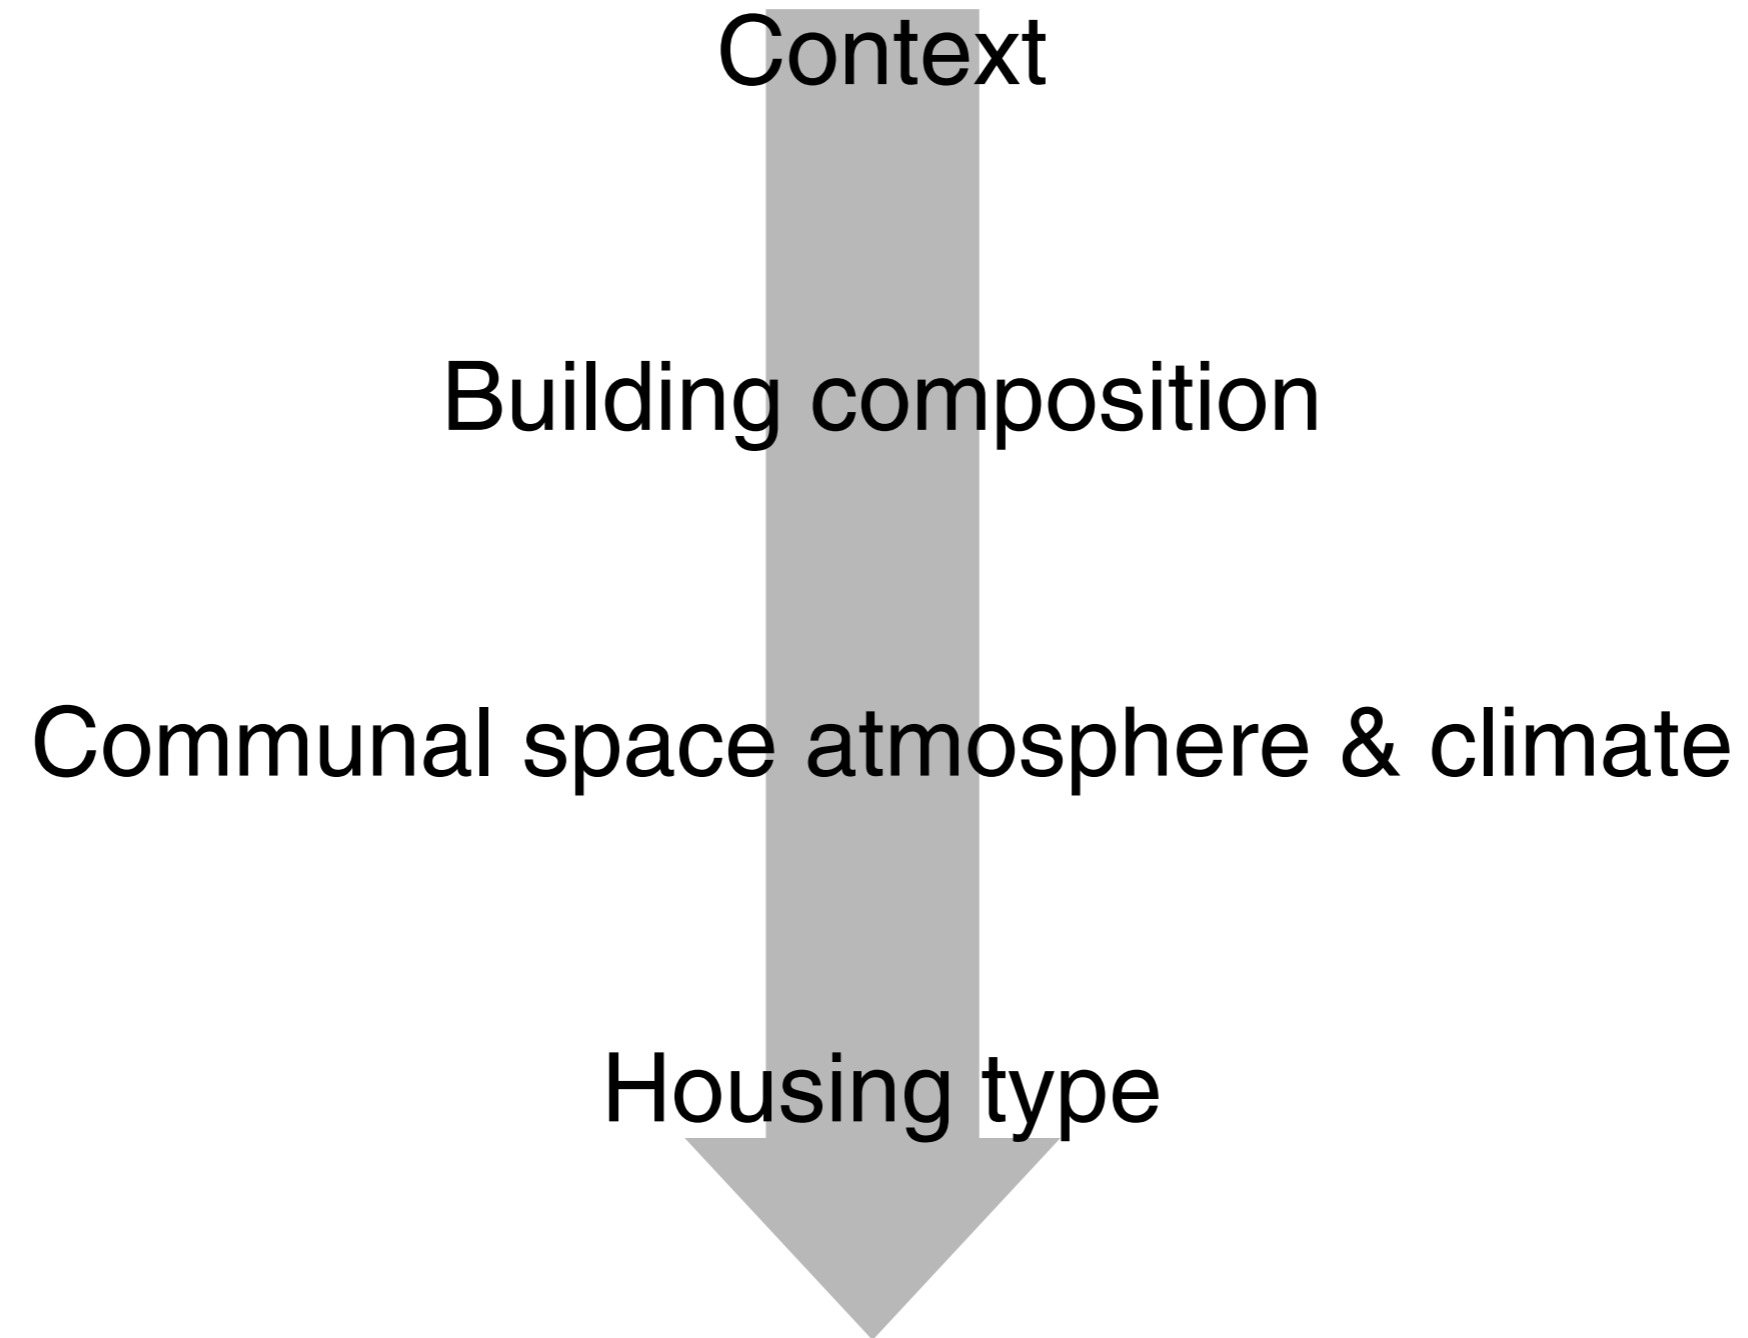 Context
Building composition
Communal space atmosphere & climate
Housing type